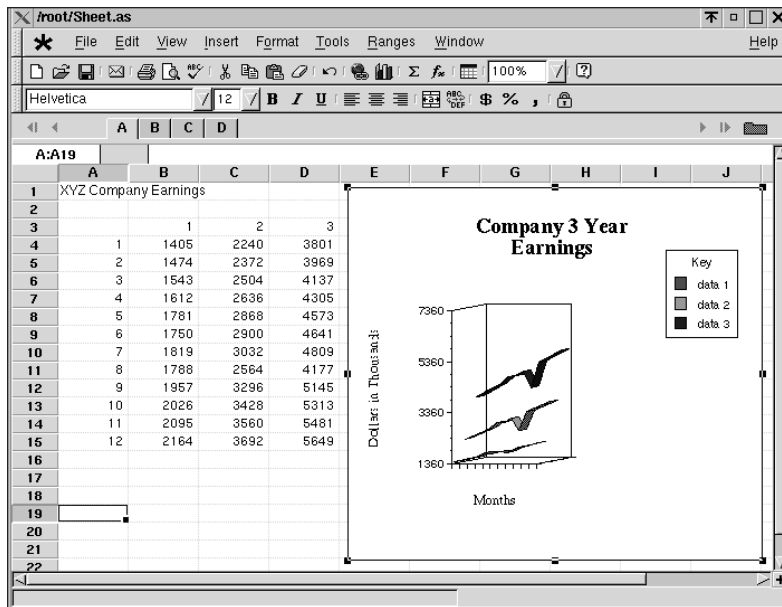 /root/Sheet.as
File Edit View Insert Format Tools Ranges Window Help
ABC Σ fx 100% ?
Helvetica 12 B I U ABC DEF $ % ,
A B C D
A:A19
A B C D E F G H I J
1 XYZ Company Earnings
2
3 1 2 3
4 1 1405 2240 3801
5 2 1474 2372 3969
6 3 1543 2504 4137
7 4 1612 2636 4305
8 5 1781 2868 4573
9 6 1750 2900 4641
10 7 1819 3032 4809
11 8 1788 2564 4177
12 9 1957 3296 5145
13 10 2026 3428 5313
14 11 2095 3560 5481
15 12 2164 3692 5649
16
17
18
19
20
21
22
Company 3 Year
Earnings
Key
data 1
data 2
data 3
7360
5360
3360
1360
Dollars in Thousands
Months